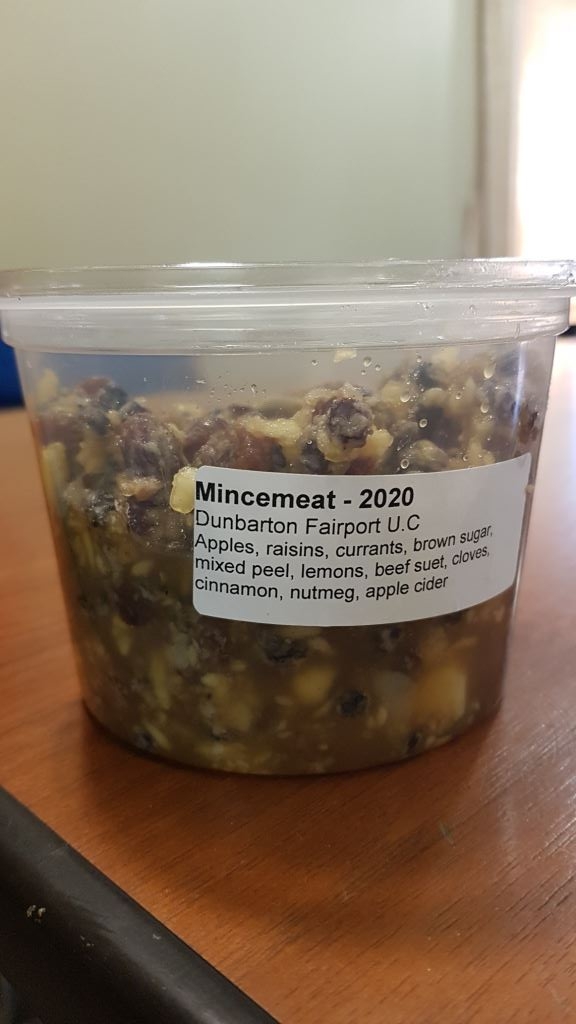 Mincemeat - 2020
Dunbarton Fairport U.C
Apples, raisins, currants, brown sugar,
mixed peel, lemons, beef suet, cloves,
cinnamon, nutmeg, apple cider